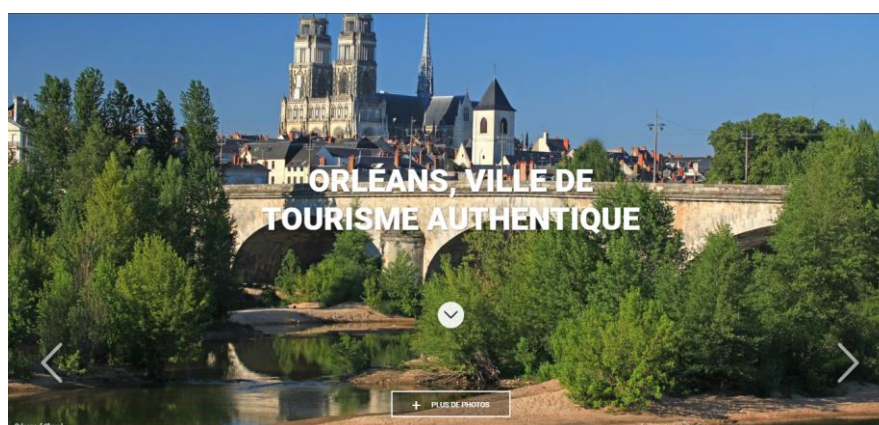 ORLÉANS, VILLE DE
TOURISME AUTHENTIQUE
+ PLUS DE PHOTOS